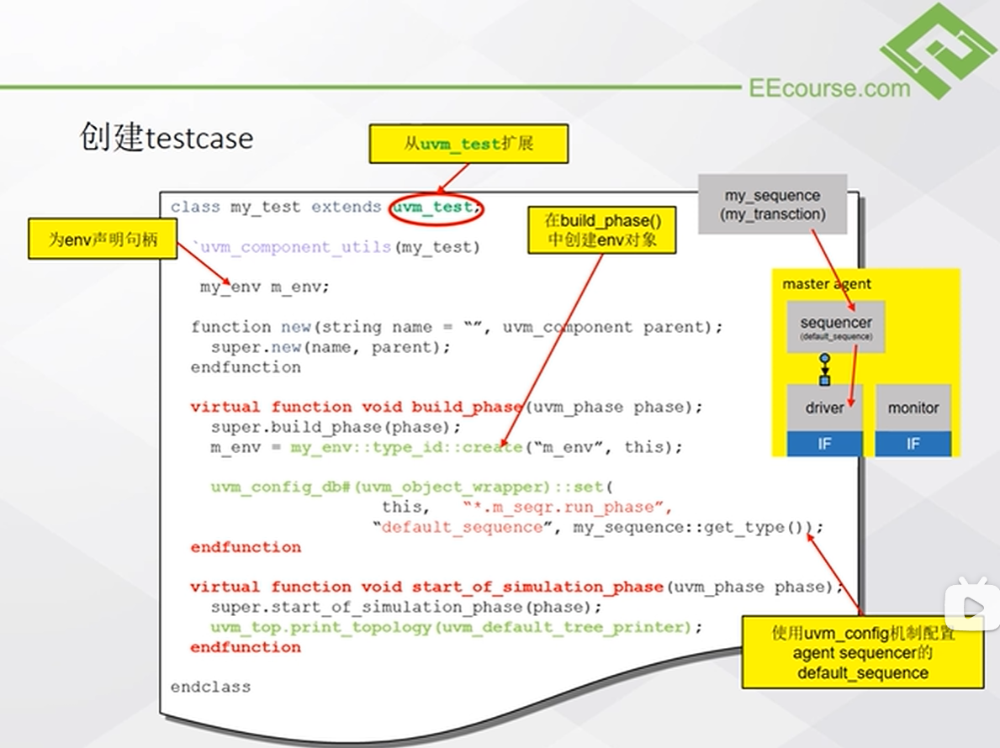 EEcourse.com
创建testcase
从uvm_test扩展
class my_test extends uvm_test;
my_sequence
(my_transction)
在build_phase()
中创建env对象
为env声明句柄
`uvm_component_utils(my_test)
my_env m_env;
master agent
sequencer
(default_sequence)
function new(string name = “”, uvm_component parent);
super.new(name, parent);
endfunction
virtual function void build_phase(uvm_phase phase);
super.build_phase(phase);
m_env = my_env::type_id::create(“m_env”, this);
driver
monitor
IF
IF
uvm_config_db#(uvm_object_wrapper)::set(
this, “*.m_seqr.run_phase”,
“default_sequence”, my_sequence::get_type());
endfunction
virtual function void start_of_simulation_phase(uvm_phase phase);
super.start_of_simulation_phase(phase);
uvm_top.print_topology(uvm_default_tree_printer);
endfunction
使用uvm_config机制配置
agent sequencer的
default_sequence
endclass